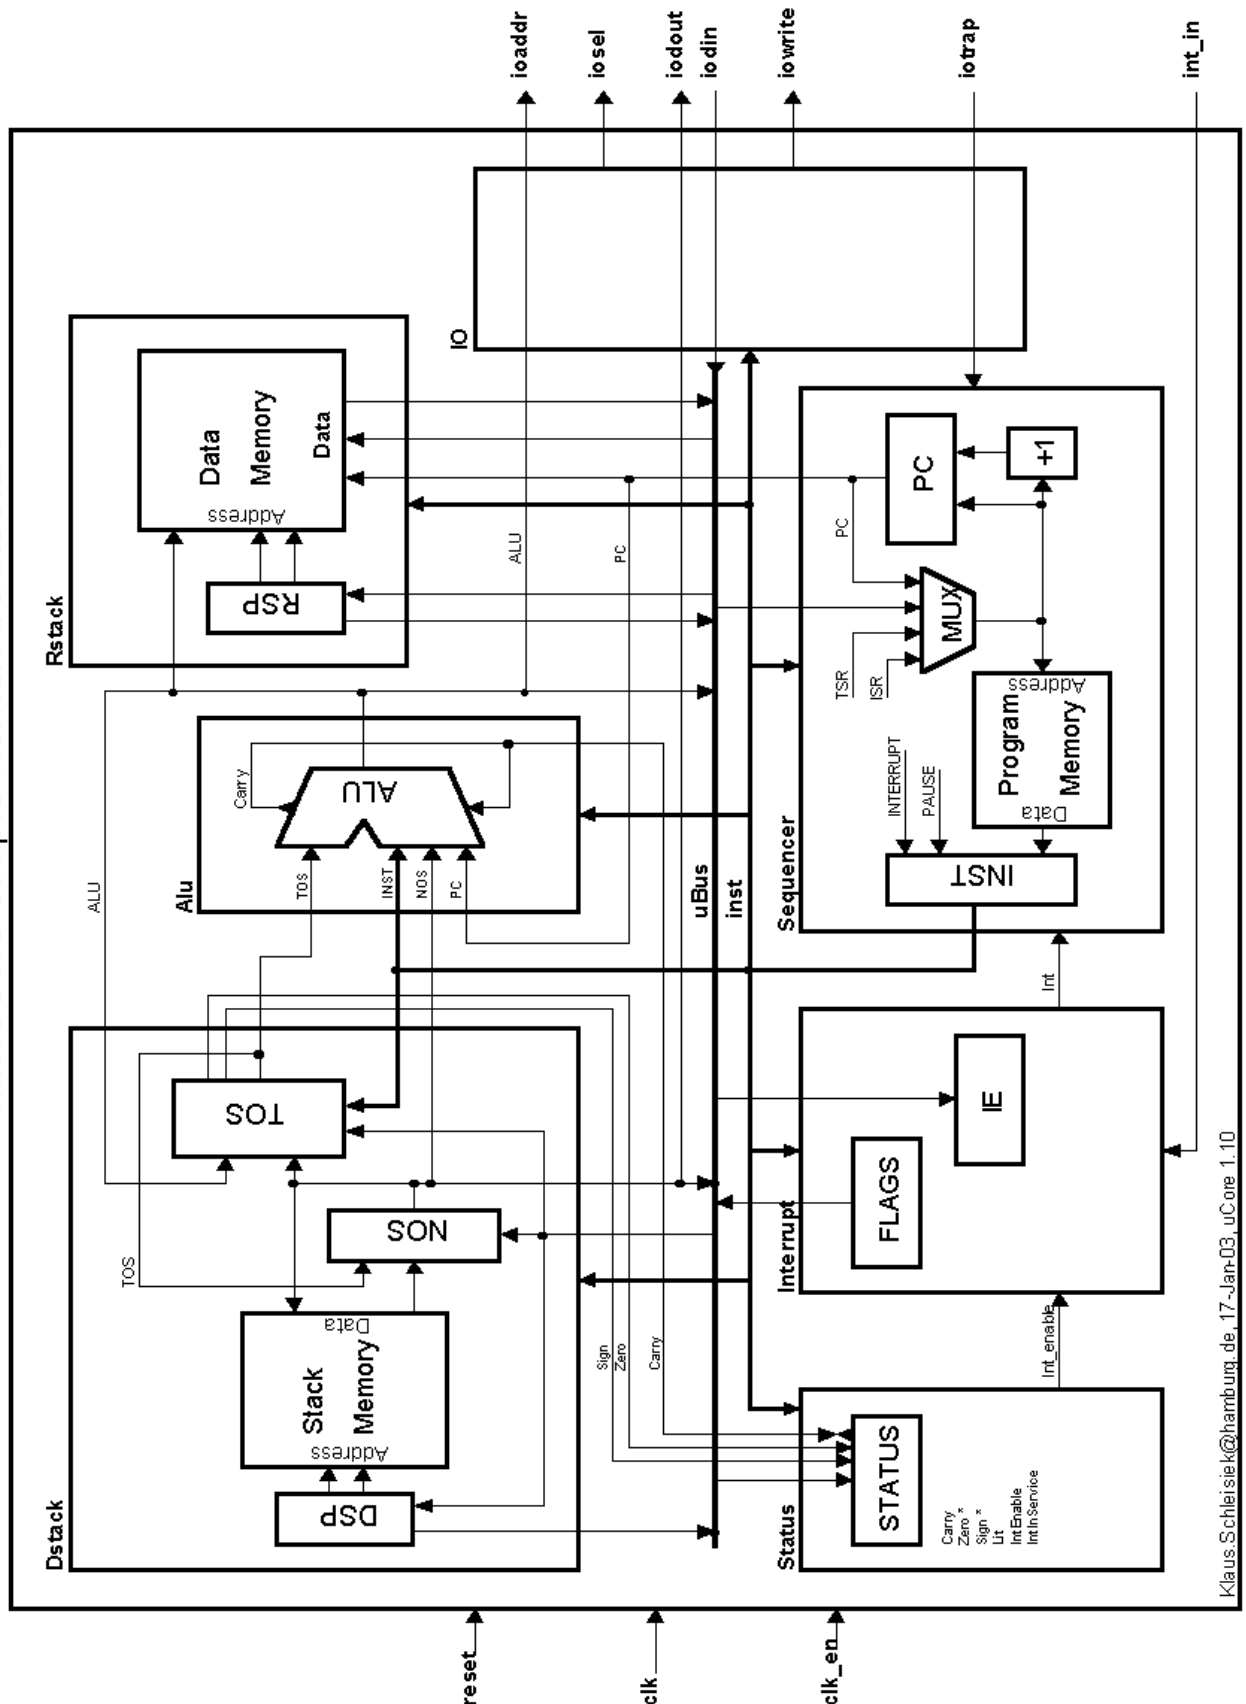 reset
clk
clk_en
Dstack
DSP
Address
Stack
Memory
Data
NOS
TOS
TOS
ALU
Alu
TOS
INST
NOS
PC
ALU
Carry
Rstack
RSP
Address
Data
Memory
Data
ALU
PC
IO
ioaddr
iosel
iodout
iodin
iowrite
iotrap
int_in
Sign
Zero
Carry
uBus
inst
Status
STATUS
Carry
Zero *
Sign *
Lit
IntEnable
IntInService
Int_enable
Interrupt
FLAGS
IE
Int
Sequencer
INST
INTERRUPT
PAUSE
Data
Program
Memory
Address
TSR
ISR
PC
MUX
PC
+1
Klaus.Schleisiek@hamburg.de, 17-Jan-03, uCore 1.10